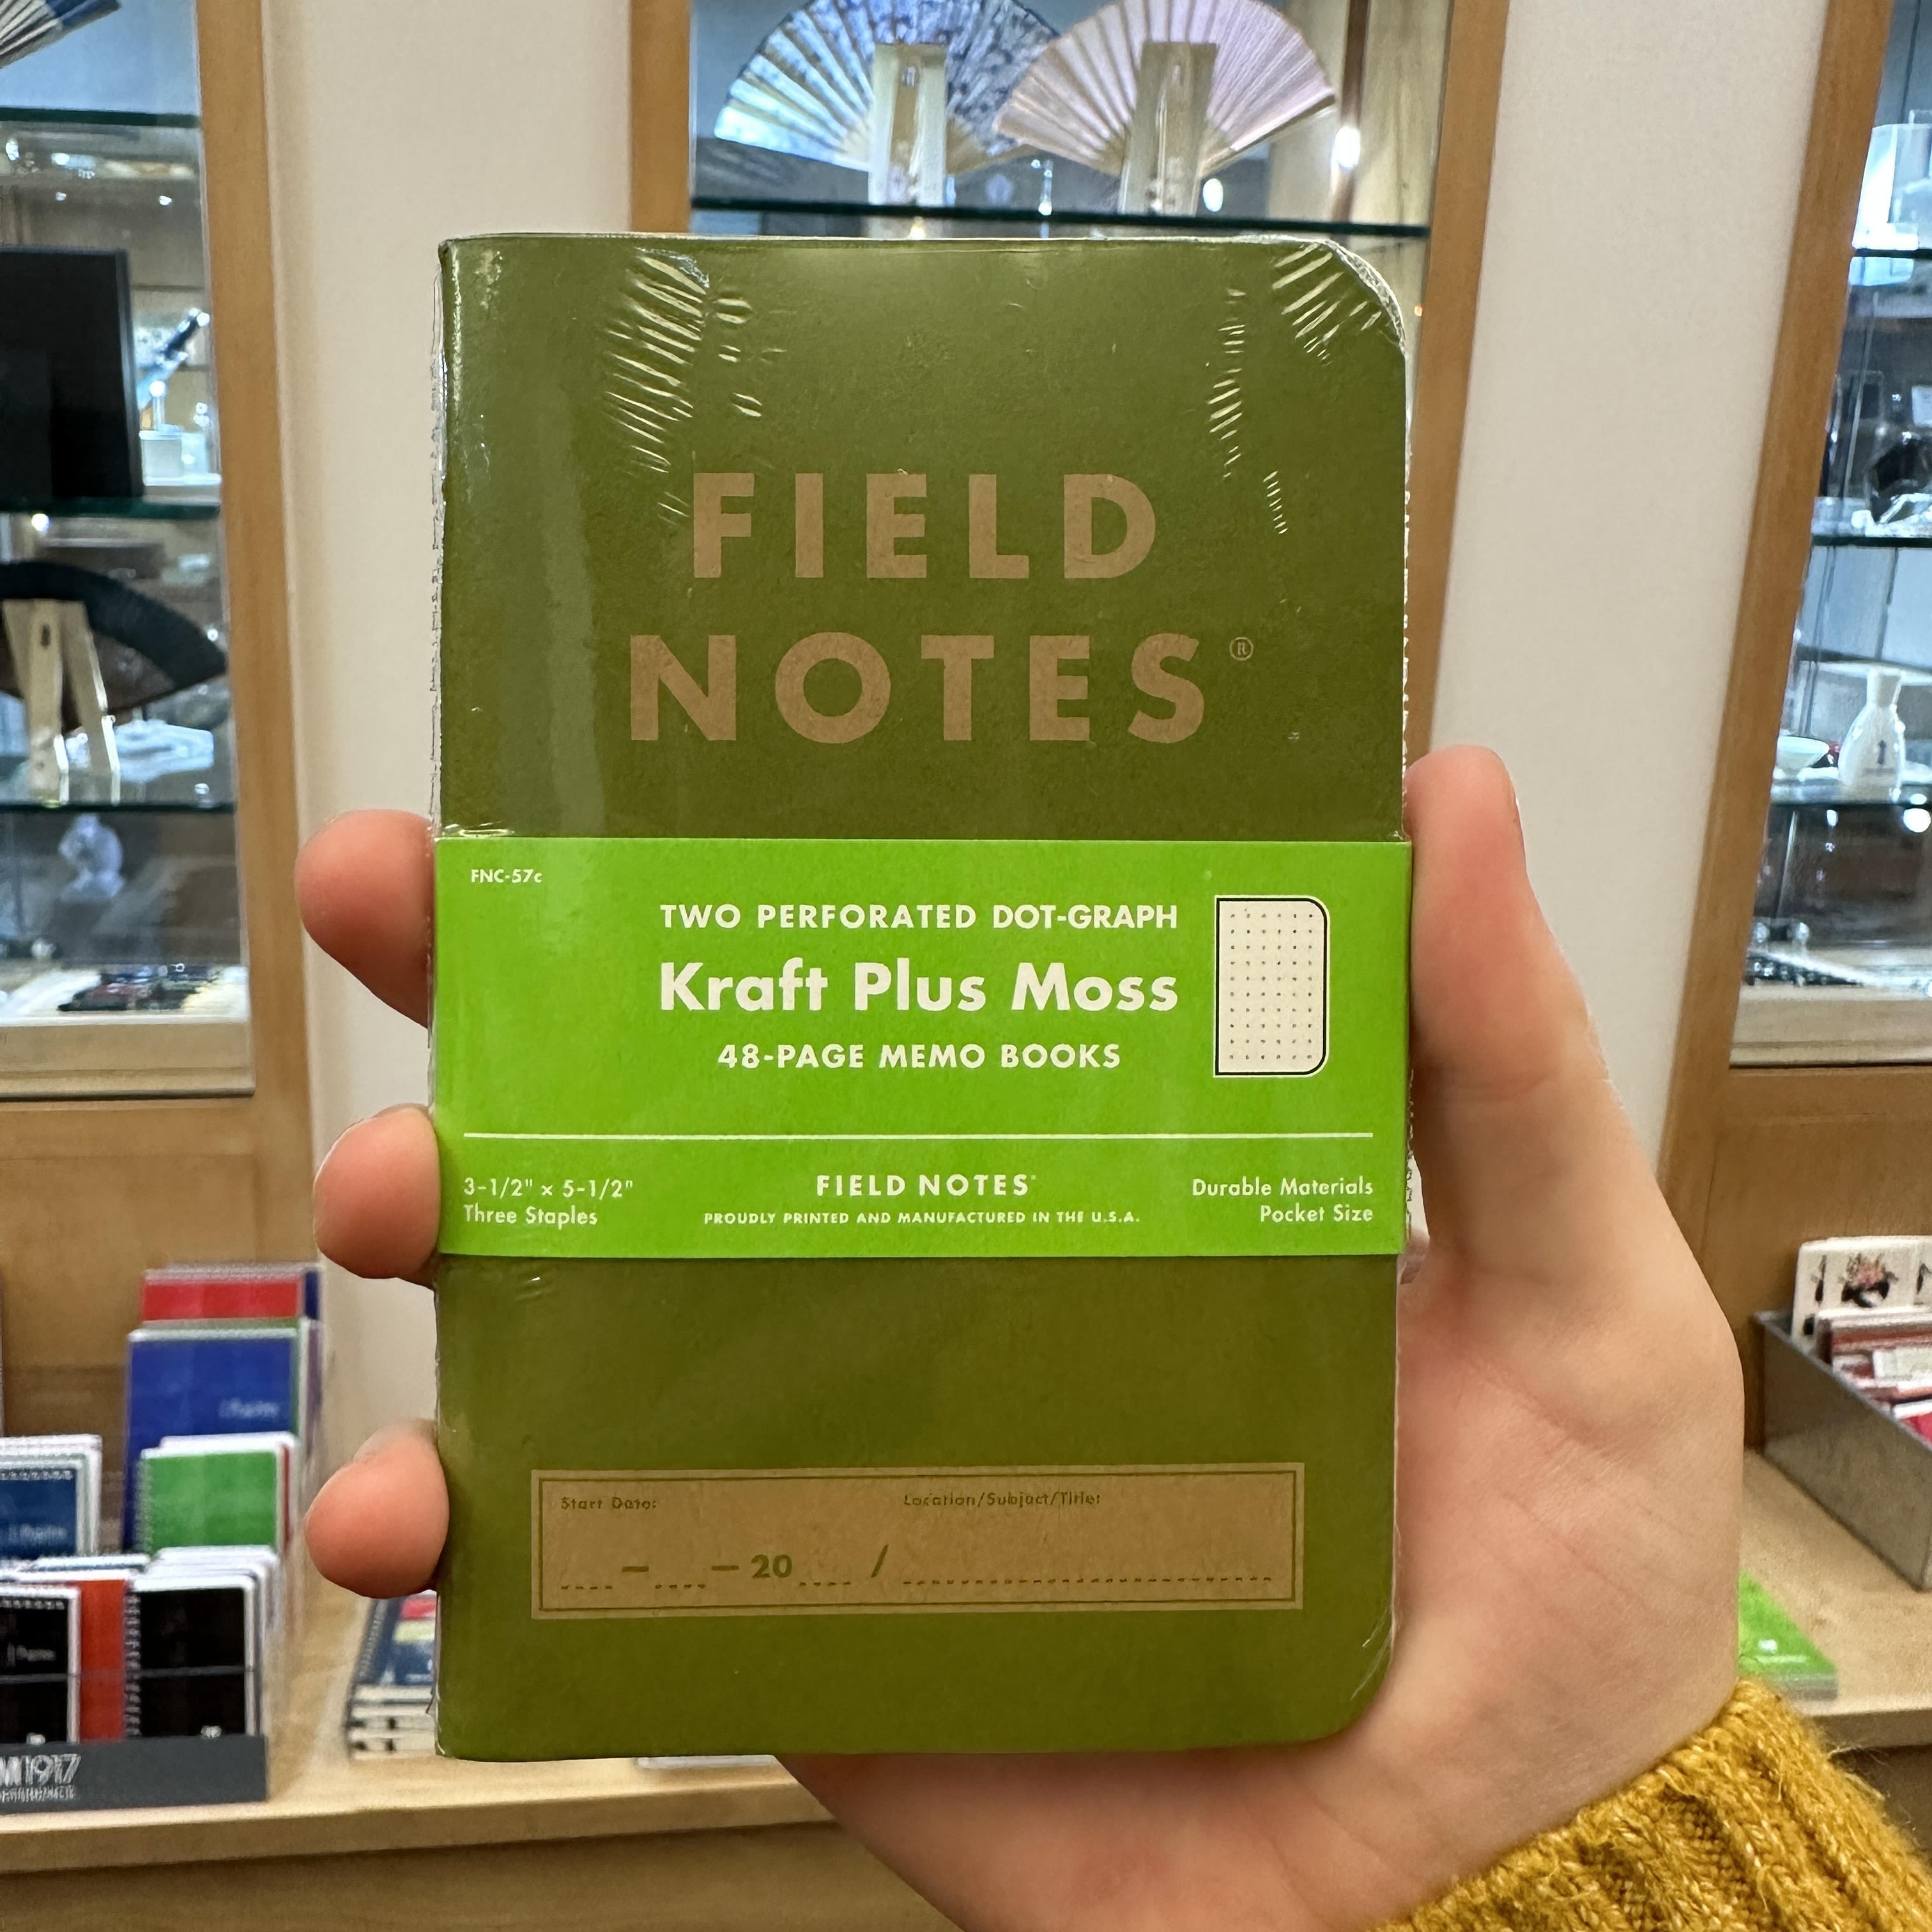 FIELD
NOTES®
FNC-57c
TWO PERFORATED DOT-GRAPH
Kraft Plus Moss
48-PAGE MEMO BOOKS
3-1/2" × 5-1/2"
Three Staples
FIELD NOTES
PROUDLY PRINTED AND MANUFACTURED IN THE U.S.A.
Durable Materials
Pocket Size
Start Date:
Location/Subject/Title:
– – 20 /
1917